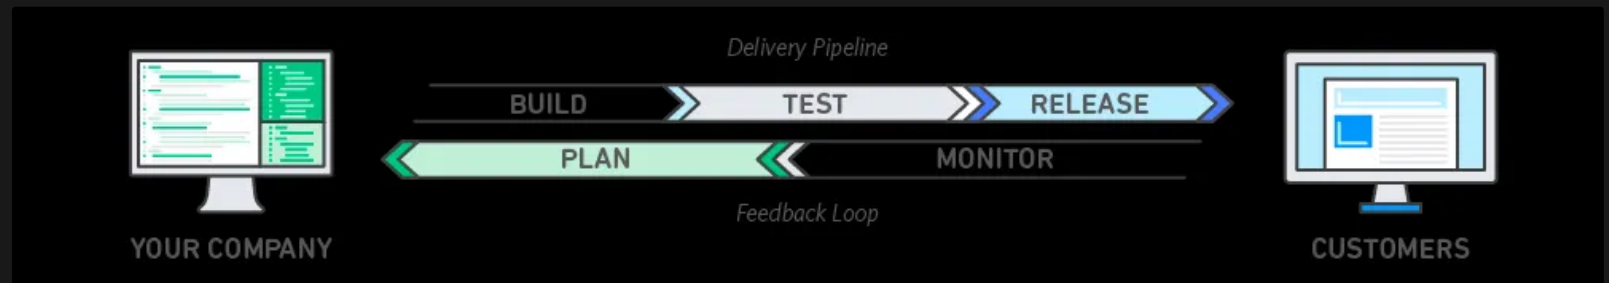 Delivery Pipeline
BUILD TEST RELEASE
PLAN MONITOR
Feedback Loop
YOUR COMPANY CUSTOMERS